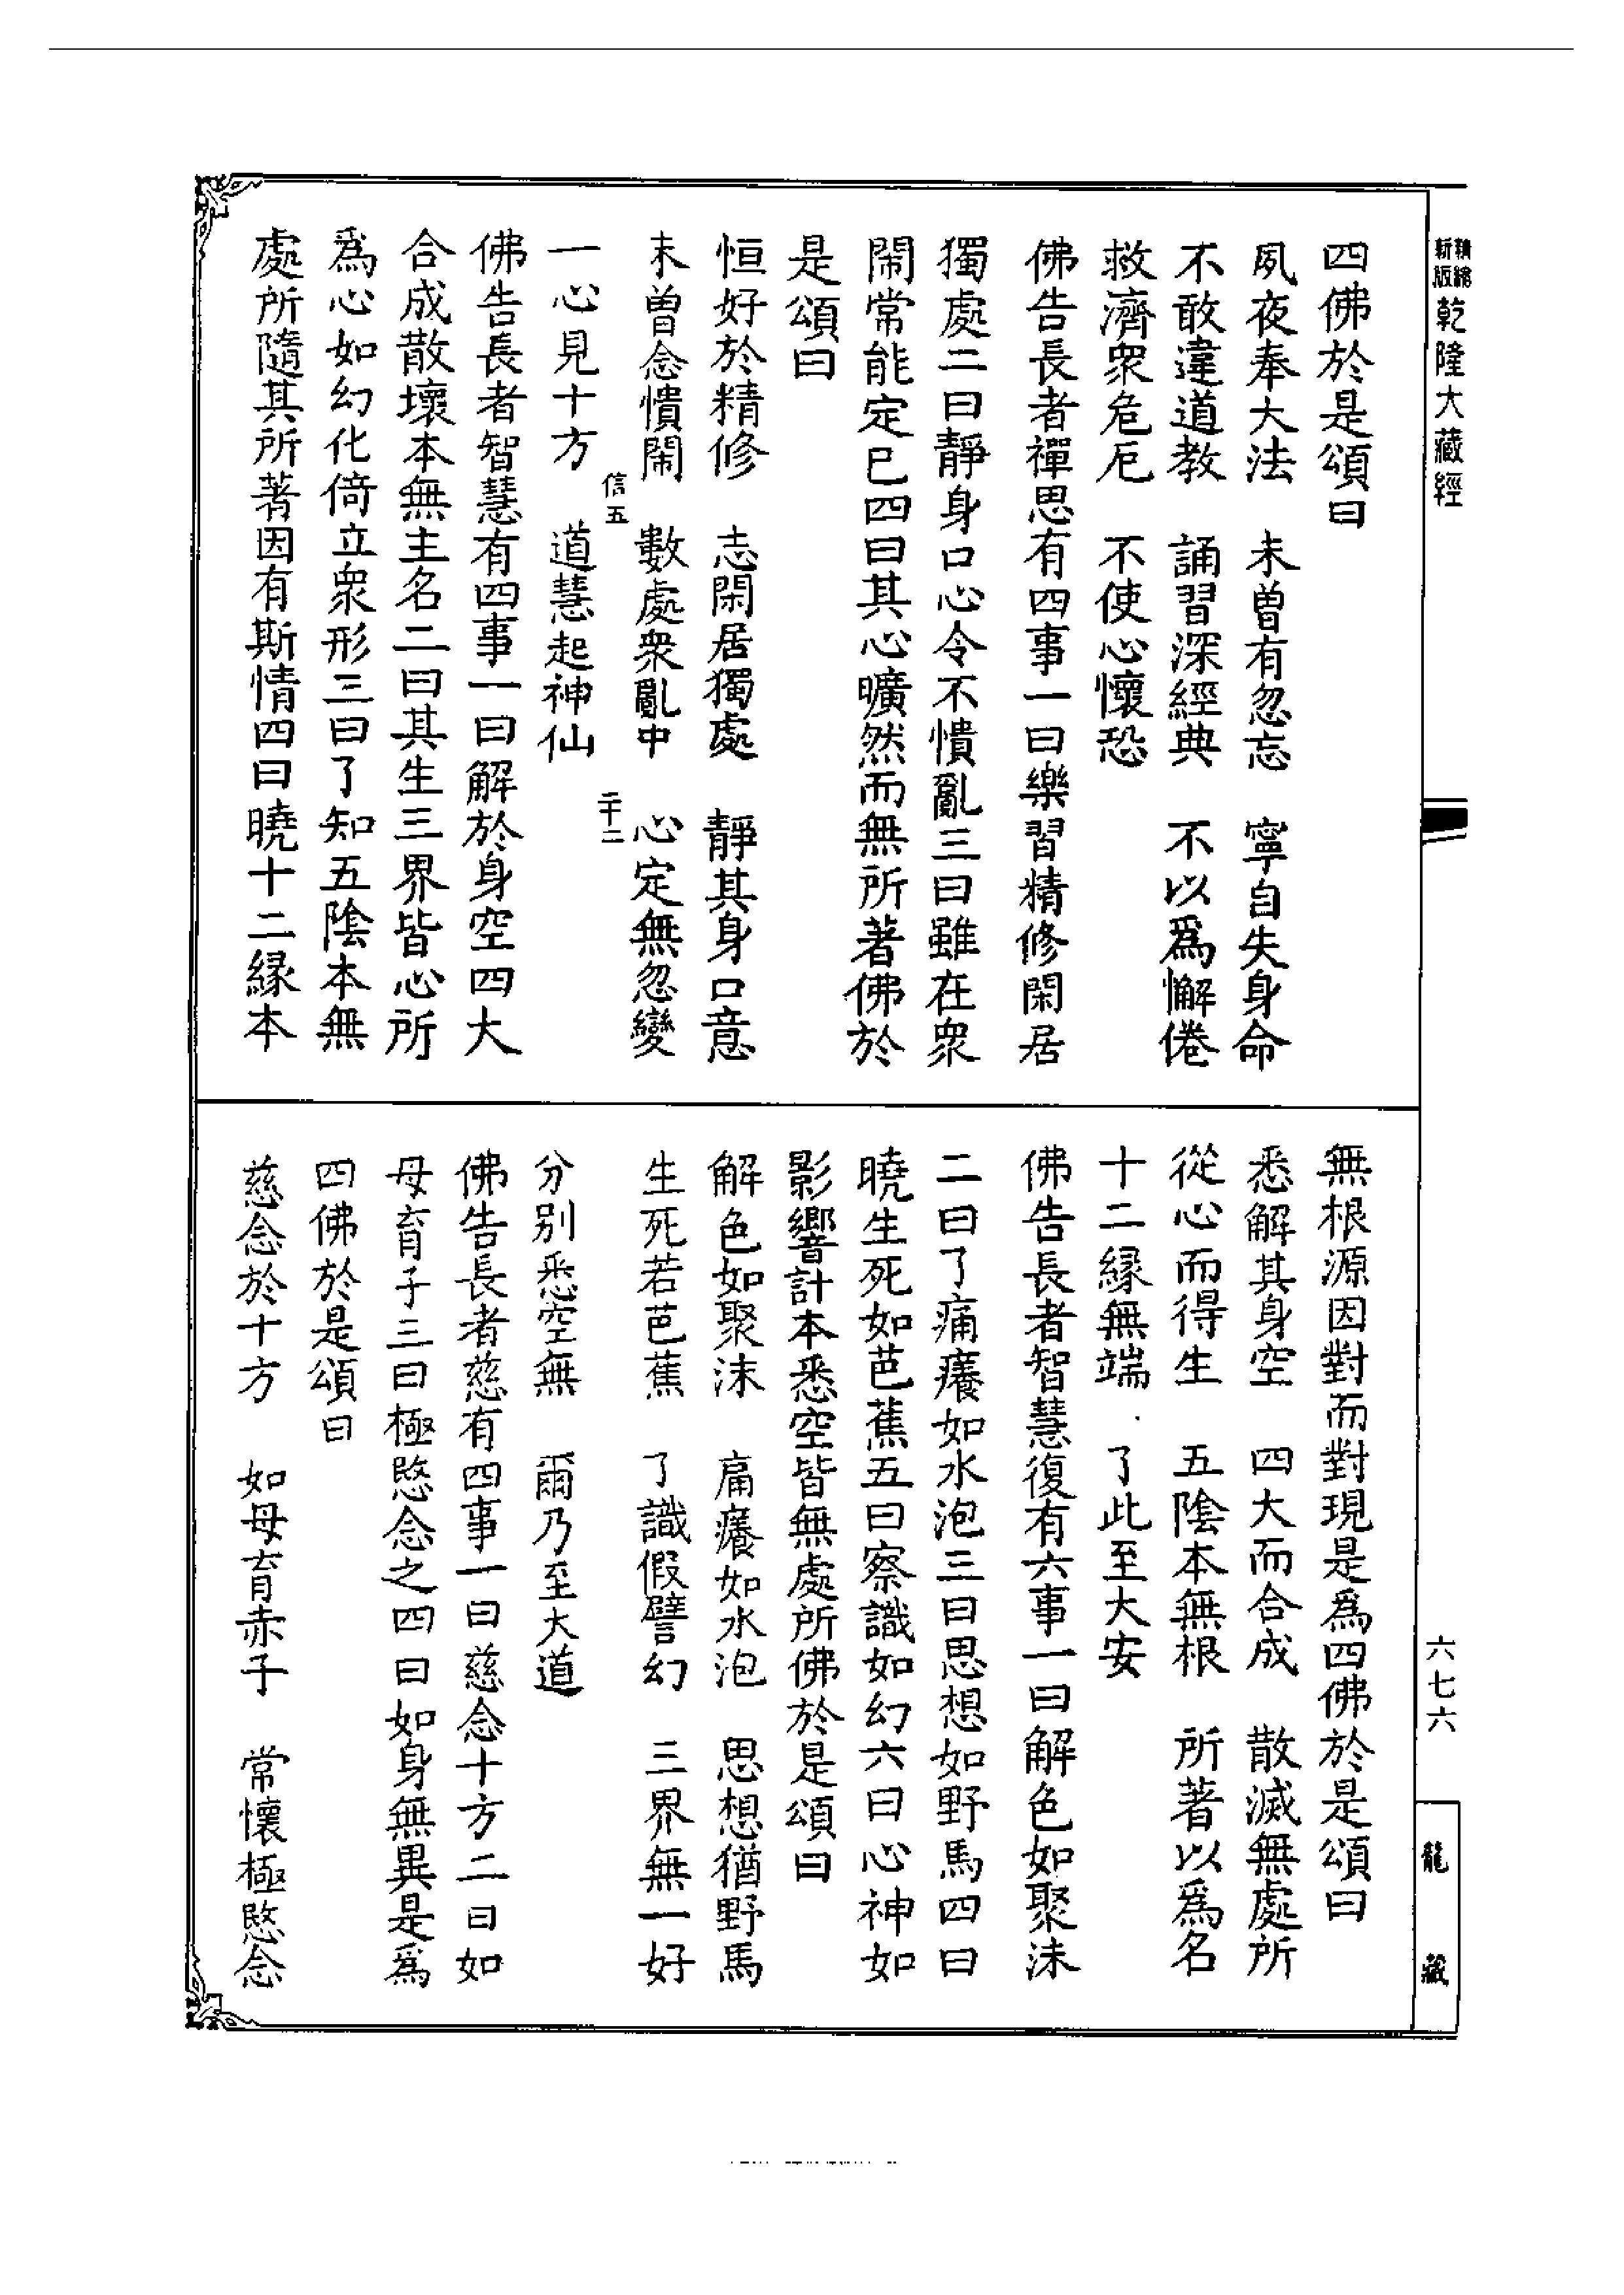 精縮新版乾隆大藏經
四佛於是頌曰
夙夜奉大法　未曾有忽忘　寧自失身命
不敢違道教　誦習深經典　不以爲懈倦
救濟衆危厄　不使心懷恐
佛告長者禪思有四事一曰樂習精修閑居
獨處二曰靜身口心令不憒亂三曰雖在衆
鬧常能定已四曰其心曠然而無所著佛於
是頌曰
恒好於精修　志閑居獨處　靜其身口意
未曾念憒鬧　數處衆亂中　心定無忽變
信五　二十二
一心見十方　道慧起神仙
佛告長者智慧有四事一曰解於身空四大
合成散壞本無主名二曰其生三界皆心所
爲心如幻化倚立衆形三曰了知五陰本無
處所隨其所著因有斯情四曰曉十二緣本
無根源因對而對現是爲四佛於是頌曰
悉解其身空　四大而合成　散滅無處所
從心而得生　五陰本無根　所著以爲名
十二緣無端　了此至大安
佛告長者智慧復有六事一曰解色如聚沫
二曰了痛癢如水泡三曰思想如野馬四曰
曉生死如芭蕉五曰察識如幻六曰心神如
影響計本悉空皆無處所佛於是頌曰
解色如聚沫　痛癢如水泡　思想猶野馬
生死若芭蕉　了識假譬幻　三界無一好
分別悉空無　爾乃至大道
佛告長者慈有四事一曰慈念十方二曰如
母育子三曰極愍念之四曰如身無異是爲
四佛於是頌曰
慈念於十方　如母育赤子　常懷極愍念
六七六
龍藏